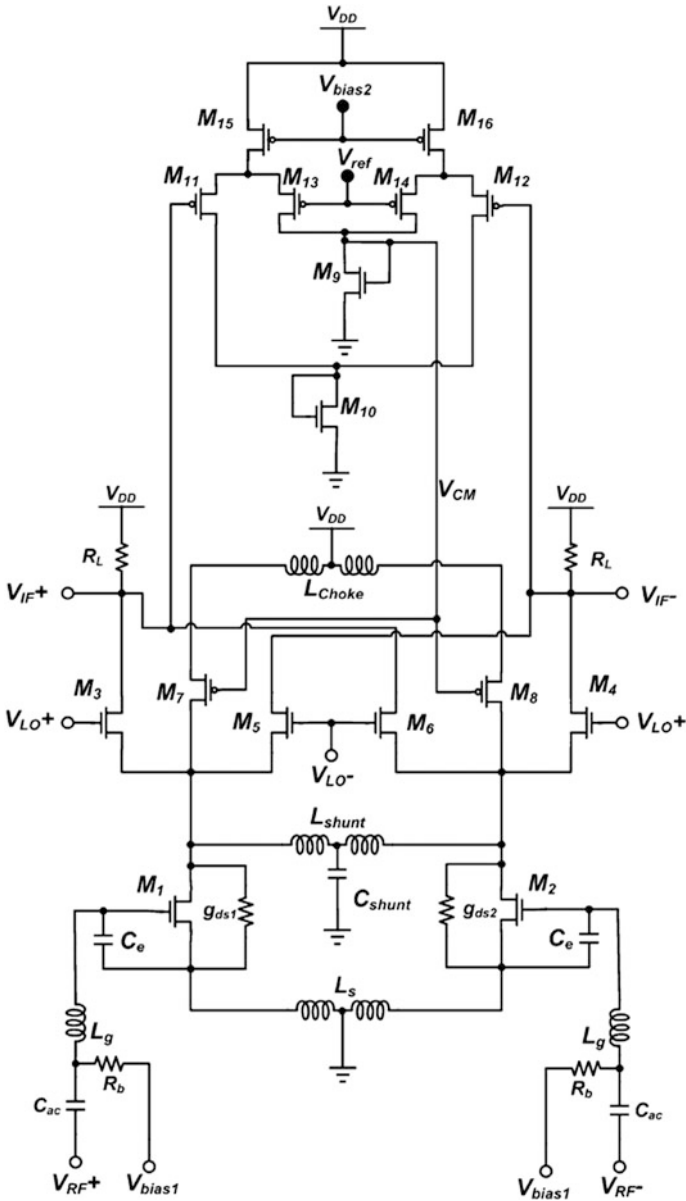 VDD
Vbias2
M15 M16
Vref
M11 M13 M14 M12
M9
M10
VCM
VDD VDD VDD
RL LChoke RL
VIF+ VIF-
M3 M7 M8 M4
M5 M6
VLO+ VLO+
VLO-
Lshunt
M1 Cshunt M2
gds1 gds2
Ce Ce
Ls
Lg Lg
Rb Rb
Cac Cac
VRF+ Vbias1 Vbias1 VRF-